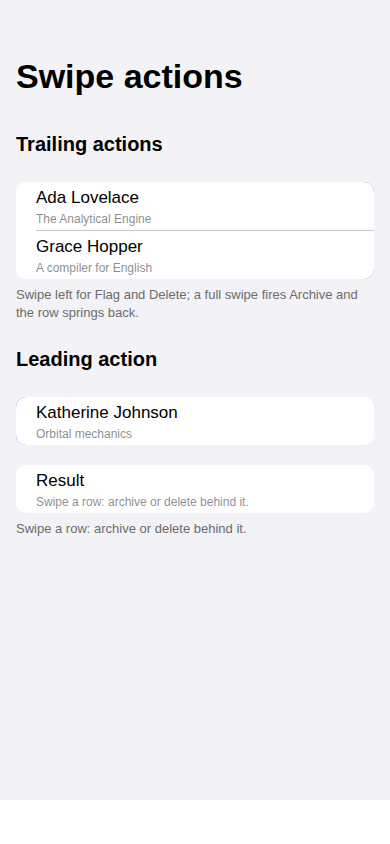 Swipe actions
Trailing actions
Ada Lovelace
The Analytical Engine
Grace Hopper
A compiler for English
Swipe left for Flag and Delete; a full swipe fires Archive and
the row springs back.
Leading action
Katherine Johnson
Orbital mechanics
Result
Swipe a row: archive or delete behind it.
Swipe a row: archive or delete behind it.